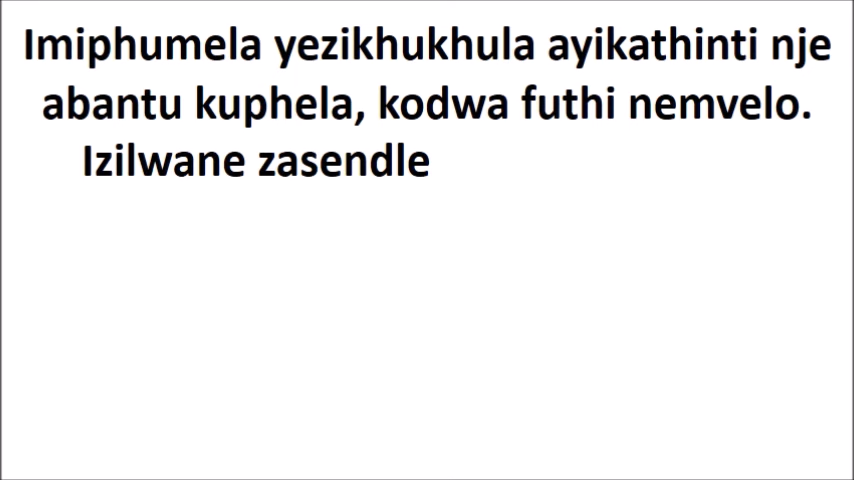 Imiphumela yezikhukhula ayikathinti nje
abantu kuphela, kodwa futhi nemvelo.
Izilwane zasendle